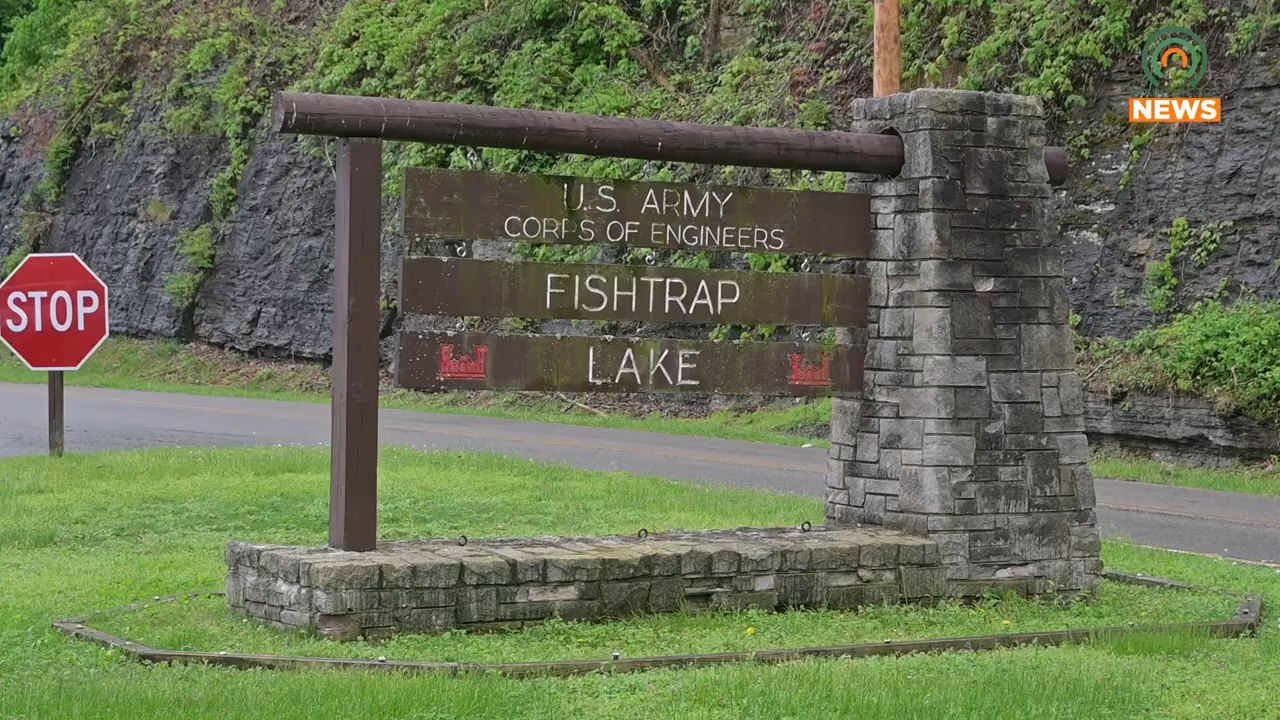 NEWS
U.S. ARMY
CORPS OF ENGINEERS
STOP
FISHTRAP
LAKE